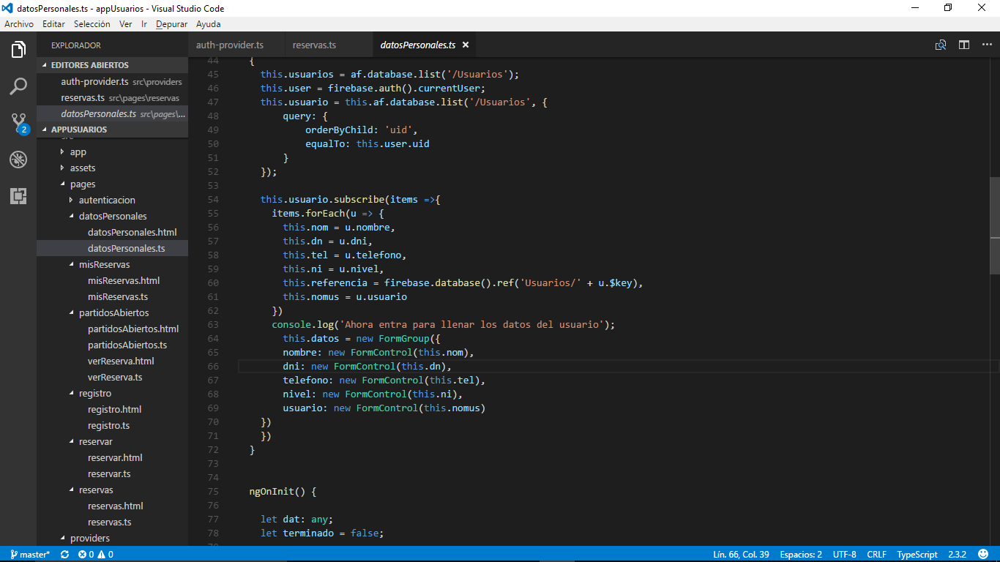 datosPersonales.ts - appUsuarios - Visual Studio Code
Archivo Editar Selección Ver Ir Depurar Ayuda
EXPLORADOR
EDITORES ABIERTOS
auth-provider.ts src\providers
reservas.ts src\pages\reservas
datosPersonales.ts src\pages\...
APPUSUARIOS
src
app
assets
pages
autenticacion
datosPersonales
datosPersonales.html
datosPersonales.ts
misReservas
misReservas.html
misReservas.ts
partidosAbiertos
partidosAbiertos.html
partidosAbiertos.ts
verReserva.html
verReserva.ts
registro
registro.html
registro.ts
reservar
reservar.html
reservar.ts
reservas
reservas.html
reservas.ts
providers
2
auth-provider.ts reservas.ts datosPersonales.ts
44 {
45 this.usuarios = af.database.list('/Usuarios');
46 this.user = firebase.auth().currentUser;
47 this.usuario = this.af.database.list('/Usuarios', {
48 query: {
49 orderByChild: 'uid',
50 equalTo: this.user.uid
51 }
52 });
53
54 this.usuario.subscribe(items =>{
55 items.forEach(u => {
56 this.nom = u.nombre,
57 this.dn = u.dni,
58 this.tel = u.telefono,
59 this.ni = u.nivel,
60 this.referencia = firebase.database().ref('Usuarios/' + u.$key),
61 this.nomus = u.usuario
62 })
63 console.log('Ahora entra para llenar los datos del usuario');
64 this.datos = new FormGroup({
65 nombre: new FormControl(this.nom),
66 dni: new FormControl(this.dn),
67 telefono: new FormControl(this.tel),
68 nivel: new FormControl(this.ni),
69 usuario: new FormControl(this.nomus)
70 })
71 })
72 }
73
74
75 ngOnInit() {
76
77 let dat: any;
78 let terminado = false;
master* 0 0 Lín. 66, Col. 39 Espacios: 2 UTF-8 CRLF TypeScript 2.3.2